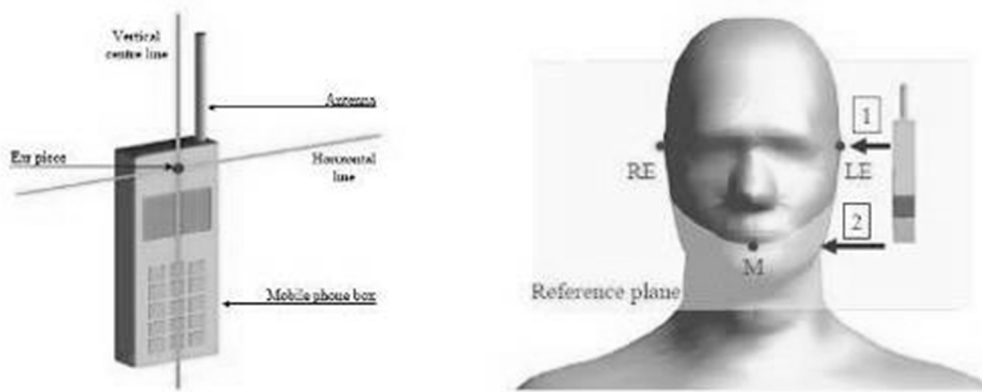 Vertical
centre line
Antenna
Ear piece
Horizontal
line
Mobile phone box
1
RE
LE
2
M
Reference plane